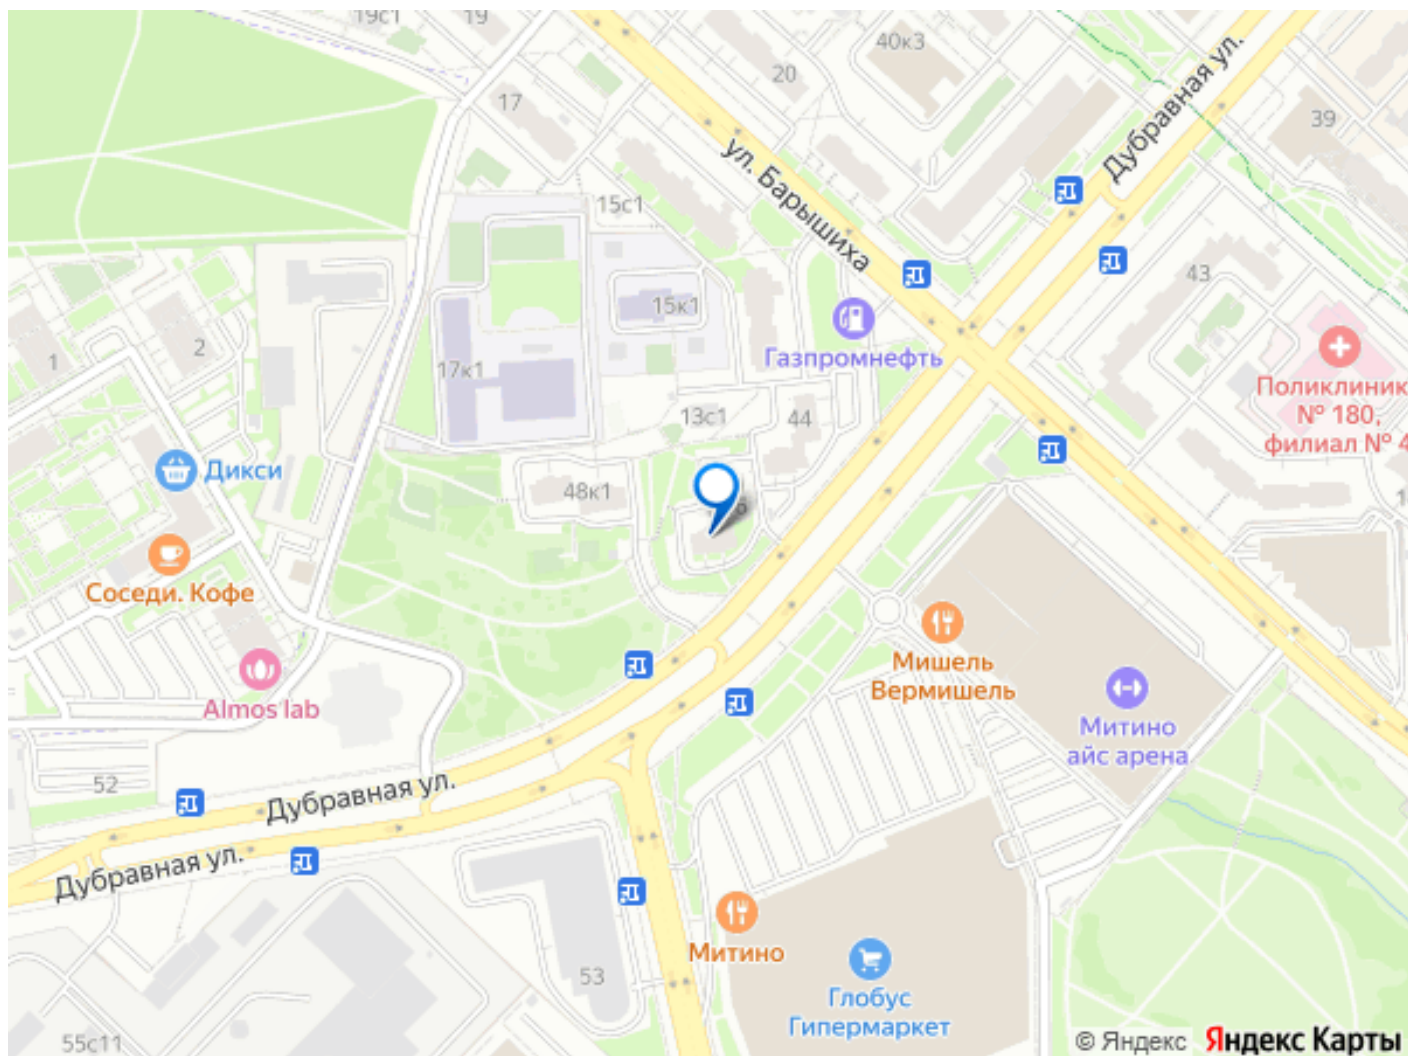 19с1
19
40к3
20
Дубравная ул.
17
39
ул. Барышиха
15с1
43
15к1
Газпромнефть
1
2
17к1
Поликлиник
№ 180,
филиал № 4
13с1
44
Дикси
48к1
Соседи. Кофе
Мишель
Вермишель
Almos lab
Митино
айс арена
52
Дубравная ул.
Дубравная ул.
Митино
53
Глобус
Гипермаркет
55с11
© Яндекс Яндекс Карты